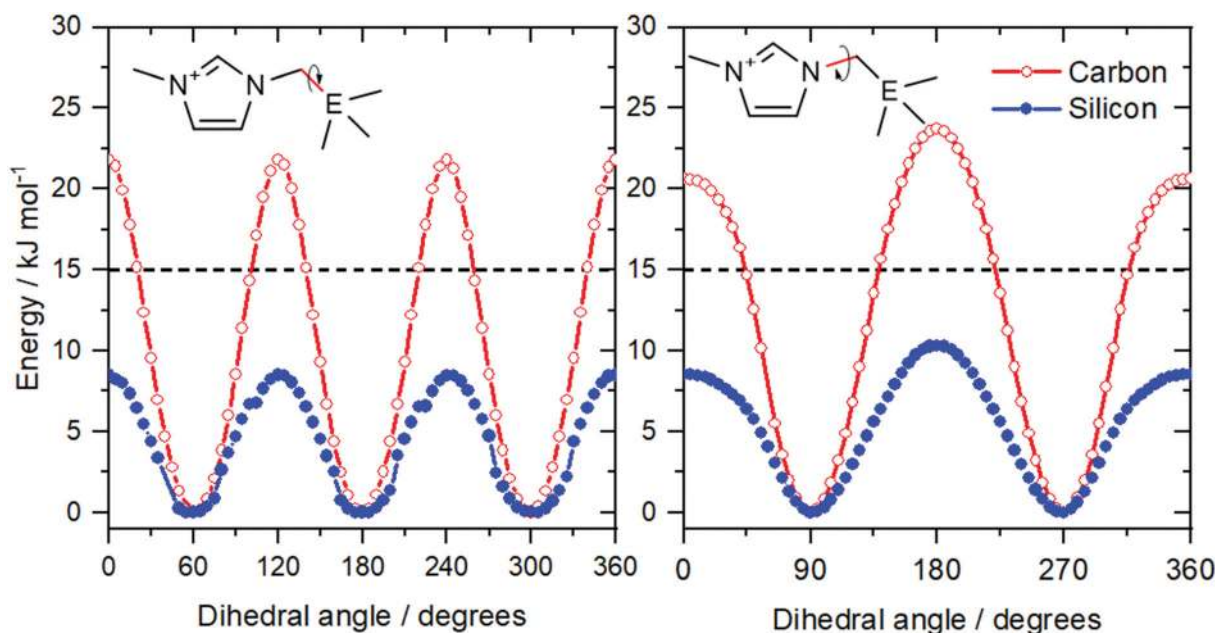 Energy / kJ mol⁻¹
30
25
20
15
10
5
0
N⁺ N E
0 60 120 180 240 300 360
Dihedral angle / degrees
30
25
20
15
10
5
0
N⁺ N E
Carbon
Silicon
0 90 180 270 360
Dihedral angle / degrees